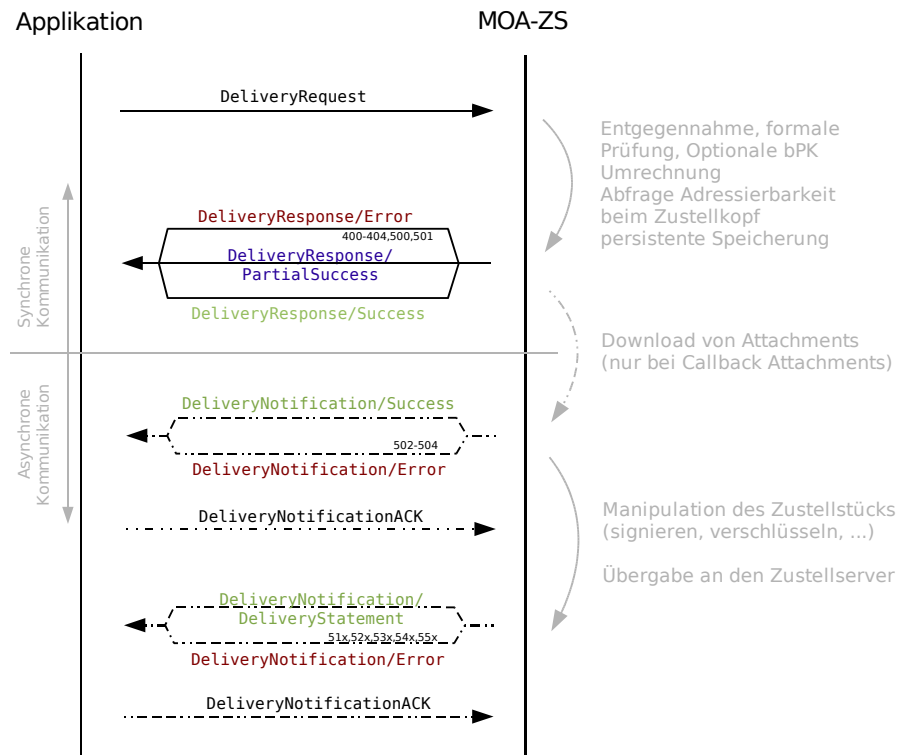 Applikation
MOA-ZS
DeliveryRequest
Entgegennahme, formale
Prüfung, Optionale bPK
Umrechnung
Abfrage Adressierbarkeit
beim Zustellkopf
persistente Speicherung
Synchrone
Kommunikation
DeliveryResponse/Error
400-404,500,501
DeliveryResponse/
PartialSuccess
DeliveryResponse/Success
Download von Attachments
(nur bei Callback Attachments)
Asynchrone
Kommunikation
DeliveryNotification/Success
502-504
DeliveryNotification/Error
DeliveryNotificationACK
Manipulation des Zustellstücks
(signieren, verschlüsseln, ...)
Übergabe an den Zustellserver
DeliveryNotification/
DeliveryStatement
51x,52x,53x,54x,55x
DeliveryNotification/Error
DeliveryNotificationACK